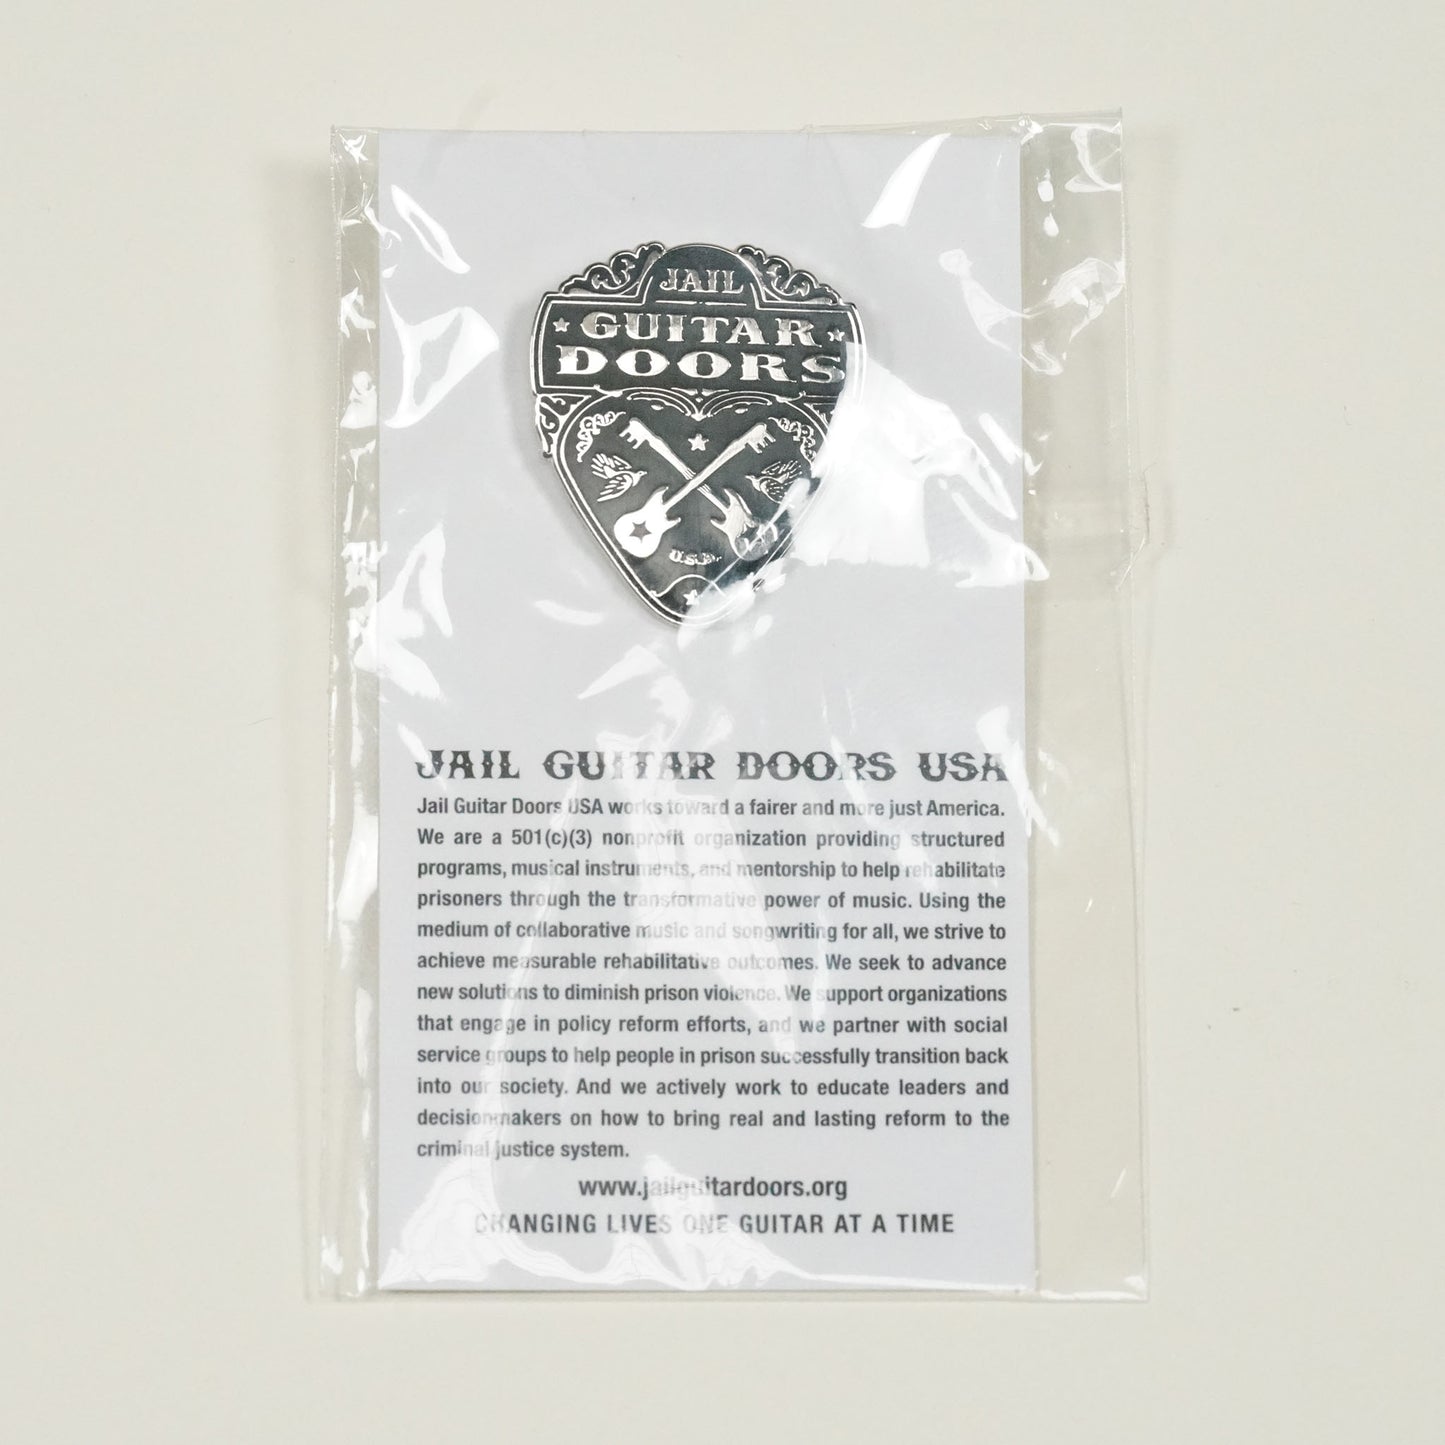 JAIL
GUITAR
DOORS
U.S.A.
JAIL GUITAR DOORS USA
Jail Guitar Doors USA works toward a fairer and more just America.
We are a 501(c)(3) nonprofit organization providing structured
programs, musical instruments, and mentorship to help rehabilitate
prisoners through the transformative power of music. Using the
medium of collaborative music and songwriting for all, we strive to
achieve measurable rehabilitative outcomes. We seek to advance
new solutions to diminish prison violence. We support organizations
that engage in policy reform efforts, and we partner with social
service groups to help people in prison successfully transition back
into our society. And we actively work to educate leaders and
decision-makers on how to bring real and lasting reform to the
criminal justice system.
www.jailguitardoors.org
CHANGING LIVES ONE GUITAR AT A TIME